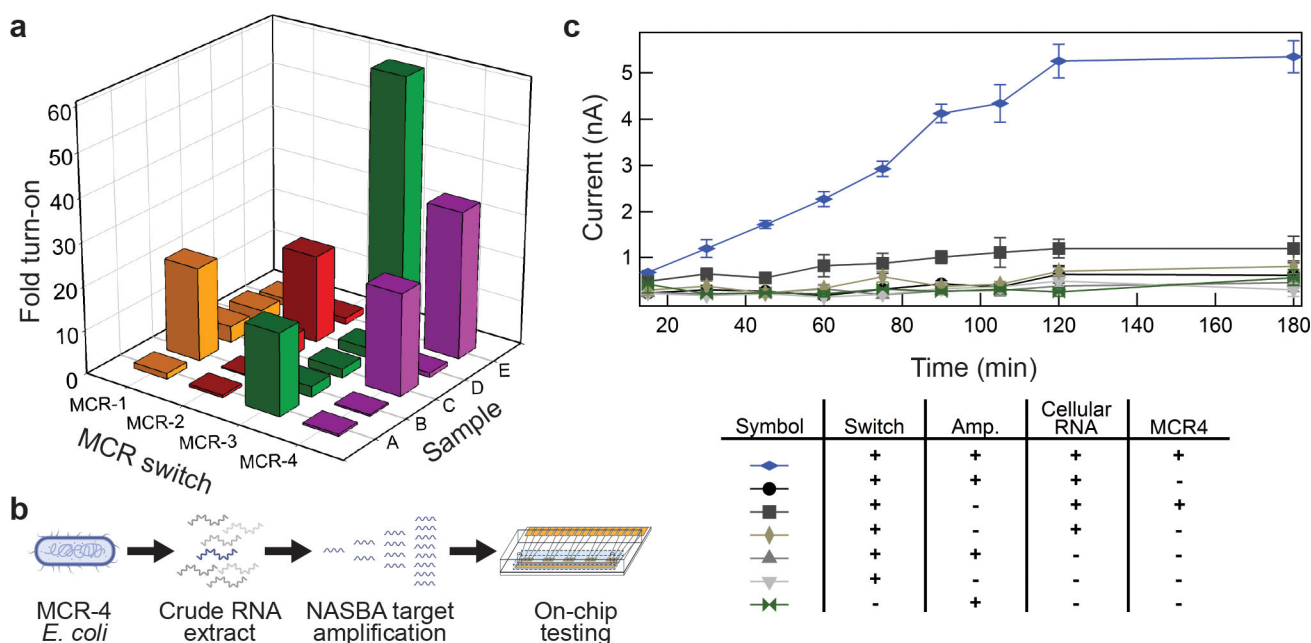 a
60
50
40
30
20
10
0
Fold turn-on
MCR-1
MCR-2
MCR-3
MCR-4
MCR switch
A
B
C
D
E
Sample
b
MCR-4
E. coli
Crude RNA
extract
NASBA target
amplification
On-chip
testing
c
5
4
3
2
1
Current (nA)
20 40 60 80 100 120 140 160 180
Time (min)
Symbol Switch Amp. Cellular RNA MCR4
+ + + +
+ + + -
+ - + +
+ - + -
+ + - -
+ - - -
- + - -